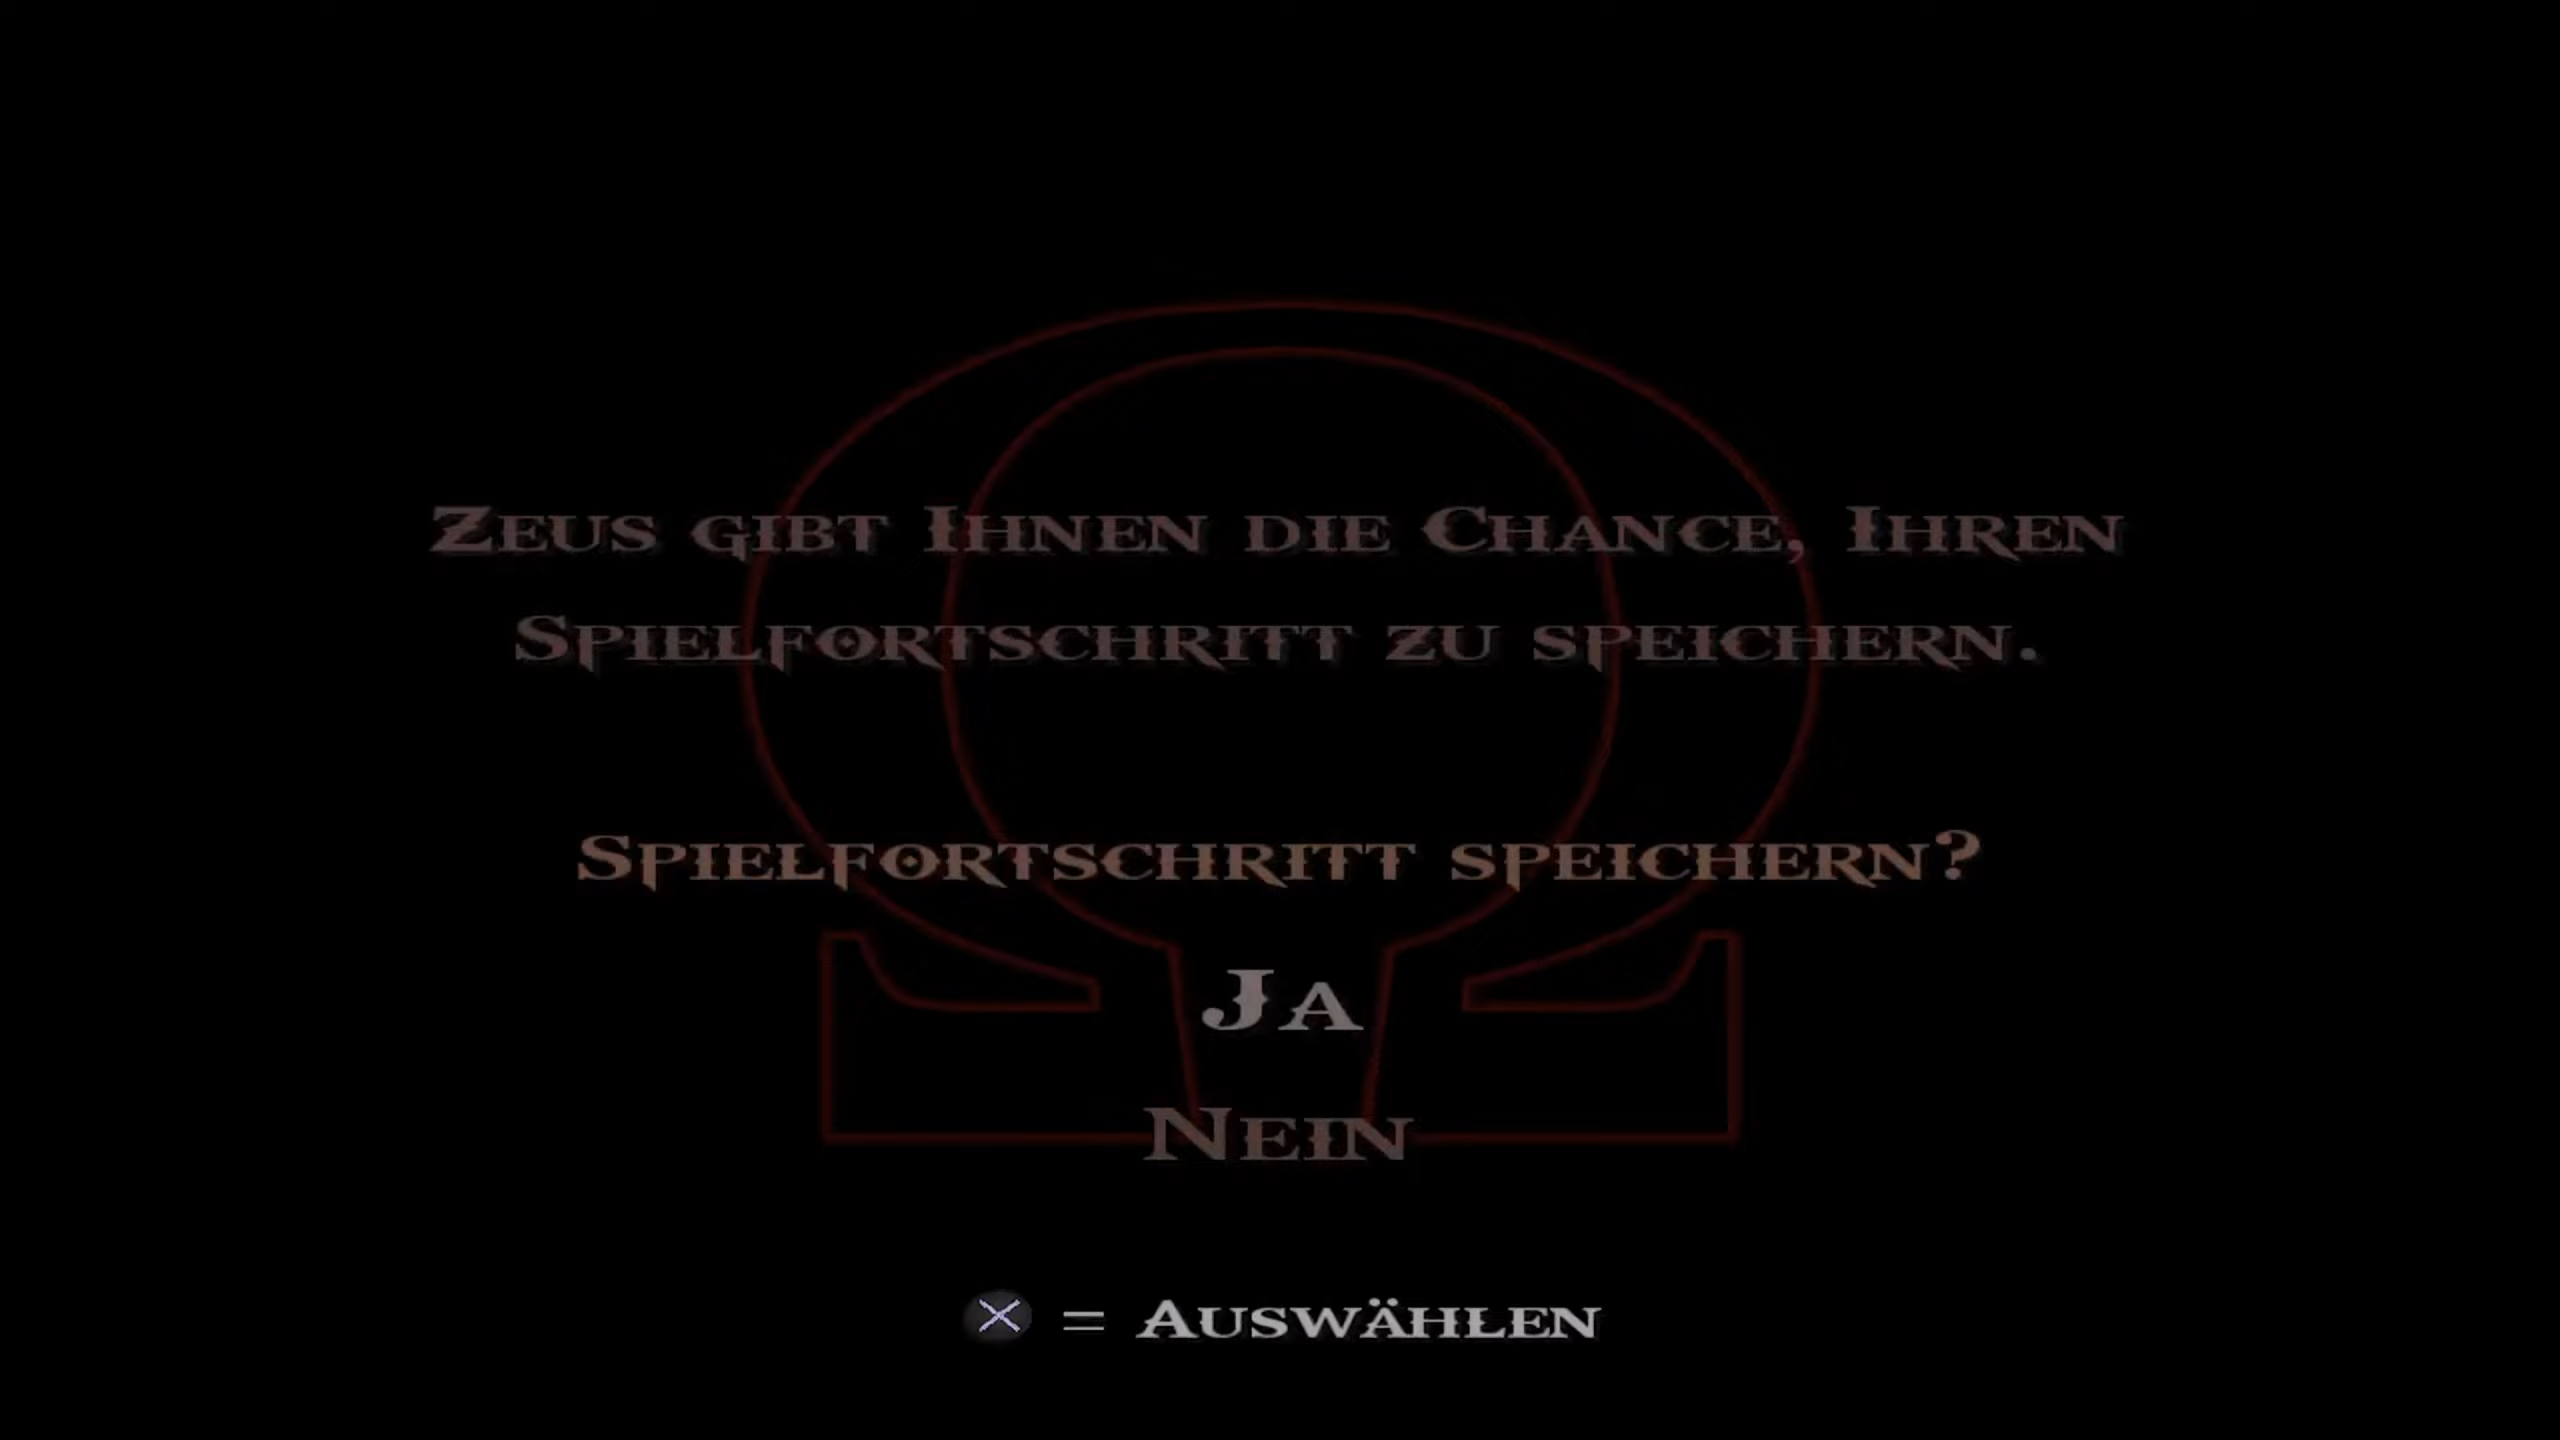 Zeus gibt Ihnen die Chance, Ihren
Spielfortschritt zu speichern.
Spielfortschritt speichern?
Ja
Nein
= Auswählen